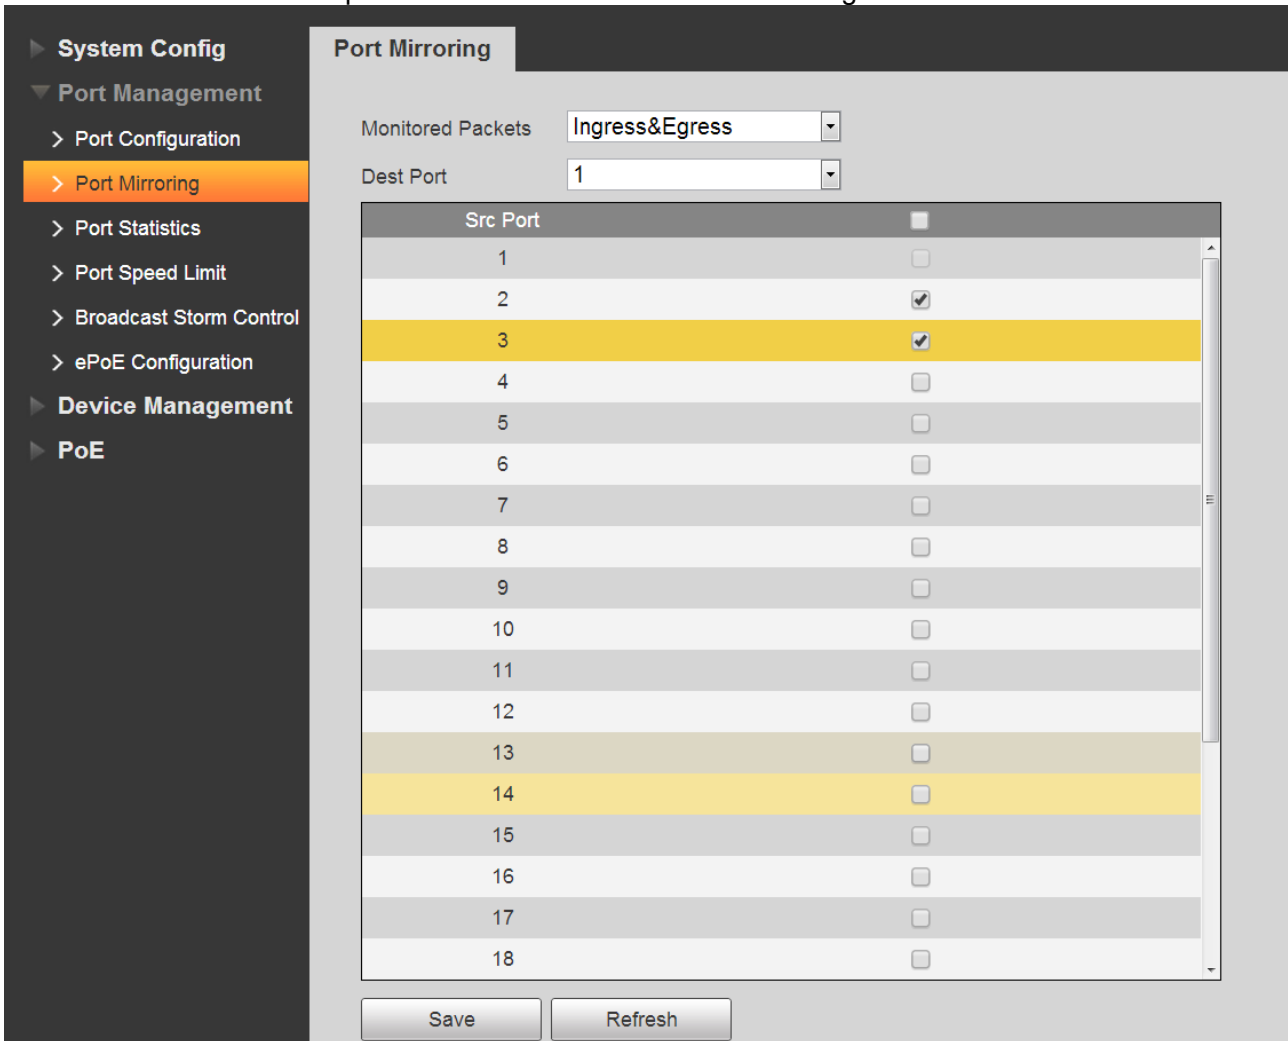 System Config
Port Management
Port Configuration
Port Mirroring
Port Statistics
Port Speed Limit
Broadcast Storm Control
ePoE Configuration
Device Management
PoE
Port Mirroring
Monitored Packets Ingress&Egress
Dest Port 1
Src Port
1
2
3
4
5
6
7
8
9
10
11
12
13
14
15
16
17
18
Save Refresh